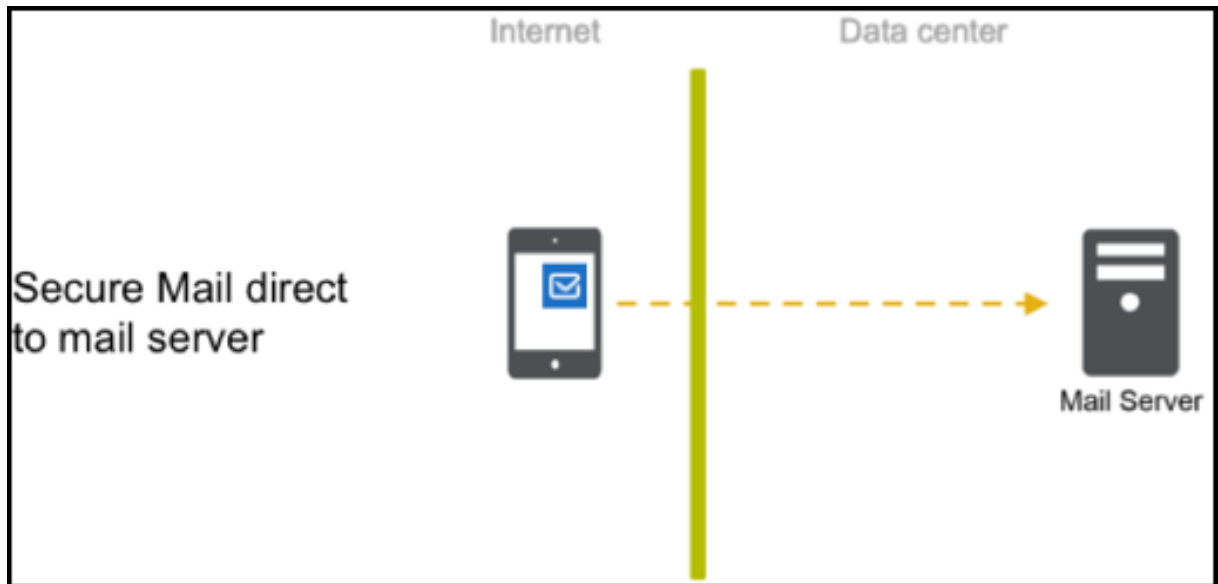 Internet
Data center
Secure Mail direct
to mail server
Mail Server